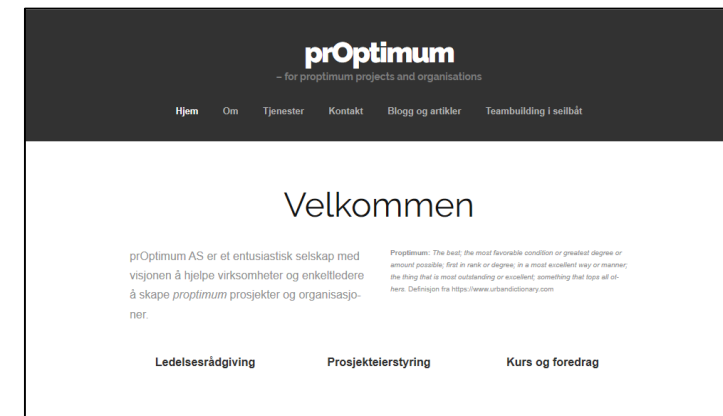 prOptimum
– for proptimum projects and organisations
Hjem Om Tjenester Kontakt Blogg og artikler Teambuilding i seilbåt
Velkommen
prOptimum AS er et entusiastisk selskap med
visjonen å hjelpe virksomheter og enkeltledere
å skape proptimum prosjekter og organisasjo-
ner.
Proptimum: The best; the most favorable condition or greatest degree or
amount possible; first in rank or degree; in a most excellent way or manner;
the thing that is most outstanding or excellent; something that tops all ot-
hers. Definisjon fra https://www.urbandictionary.com
Ledelsesrådgiving Prosjekteierstyring Kurs og foredrag